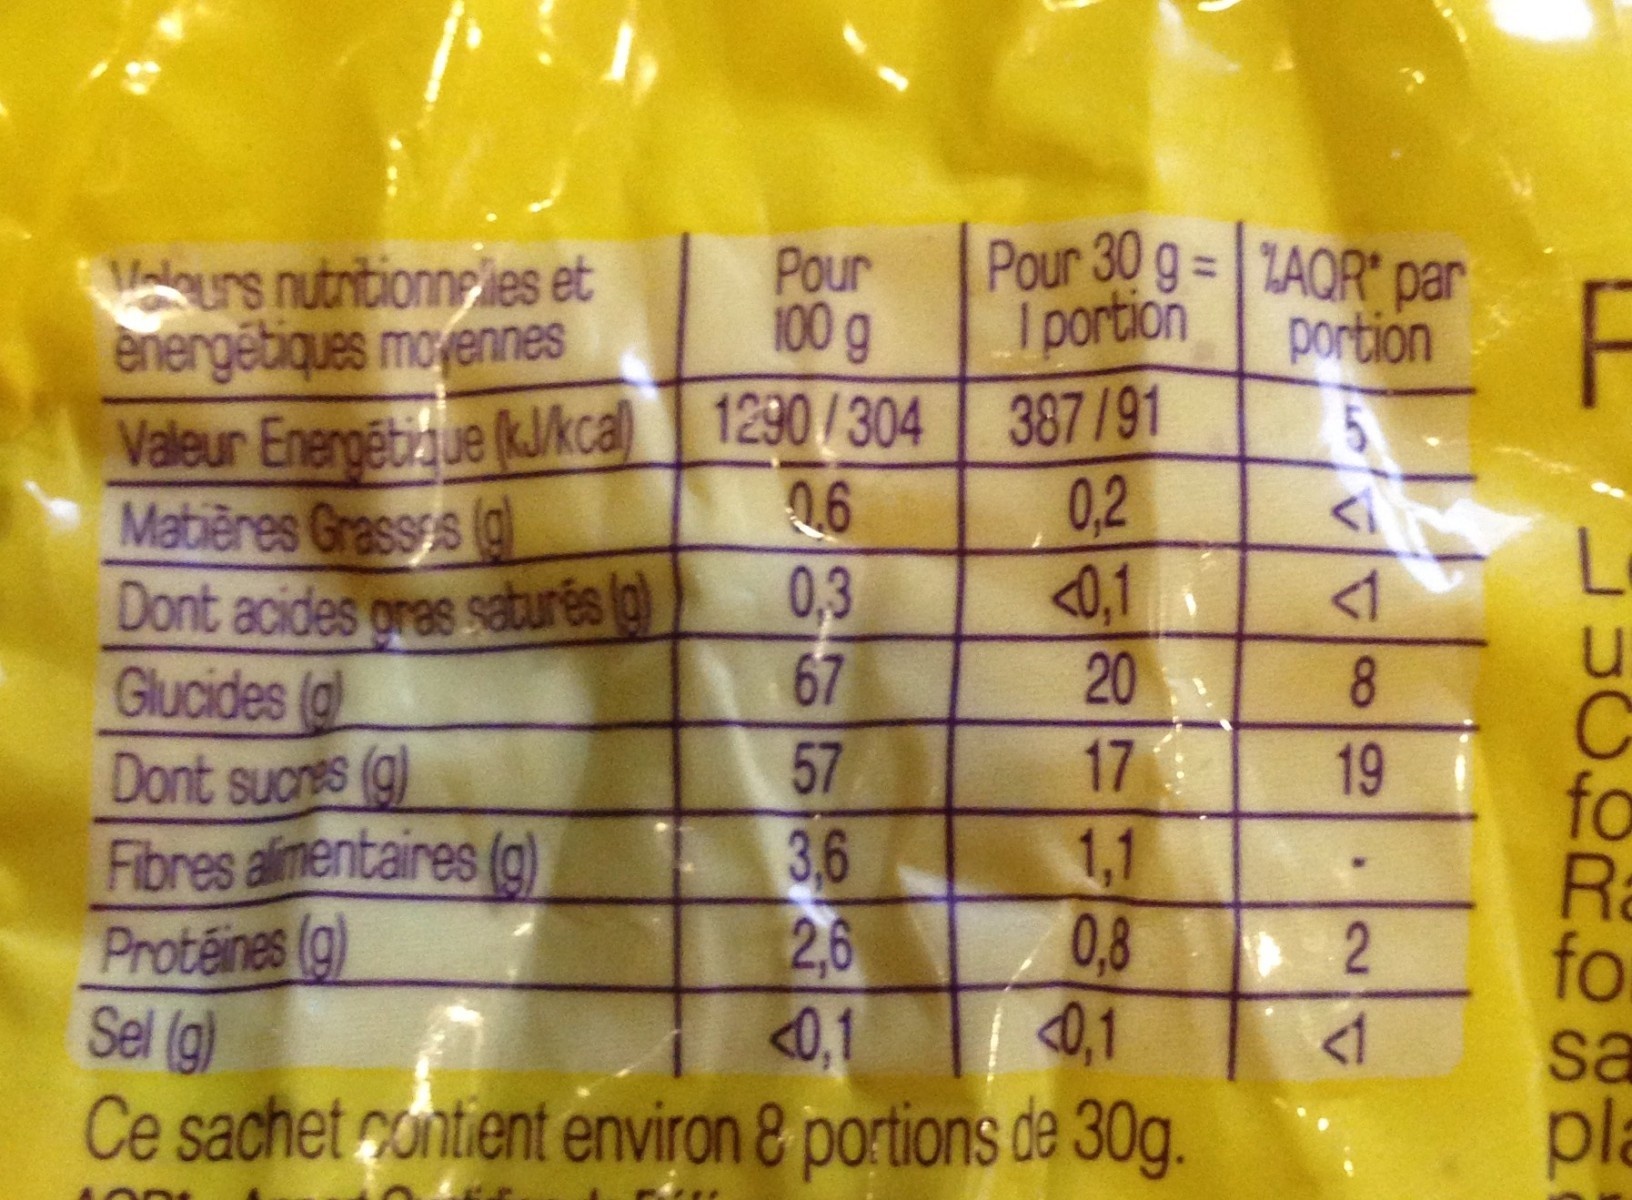 Valeurs nutritionnelles et énergétiques moyennes | Pour 100 g | Pour 30 g = 1 portion | %AQR* par portion
Valeur Energétique (kJ/kcal) | 1290 / 304 | 387 / 91 | 5
Matières Grasses (g) | 0,6 | 0,2 | <1
Dont acides gras saturés (g) | 0,3 | <0,1 | <1
Glucides (g) | 67 | 20 | 8
Dont sucres (g) | 57 | 17 | 19
Fibres alimentaires (g) | 3,6 | 1,1 | -
Protéines (g) | 2,6 | 0,8 | 2
Sel (g) | <0,1 | <0,1 | <1
Ce sachet contient environ 8 portions de 30g.